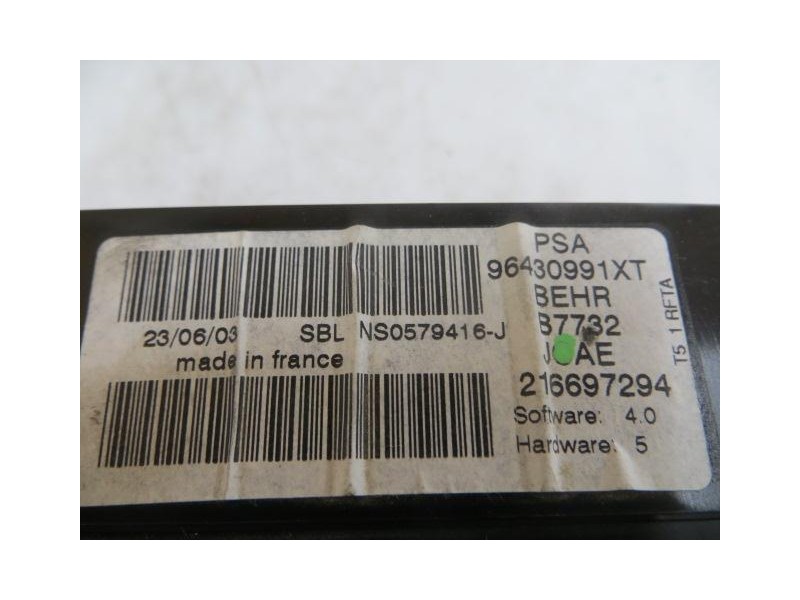 PSA
96430991XT
BEHR
B7732
AE
216697294
Software: 4.0
Hardware: 5
23/06/03 SBL NS0579416-J
made in france
T5 1 RFTA